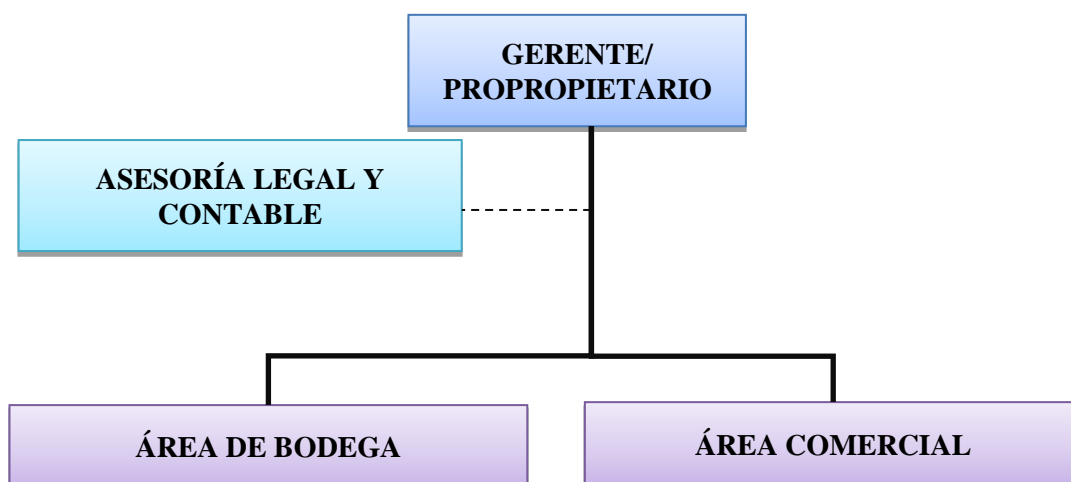 GERENTE/
PROPROPIETARIO
ASESORÍA LEGAL Y
CONTABLE
ÁREA DE BODEGA
ÁREA COMERCIAL